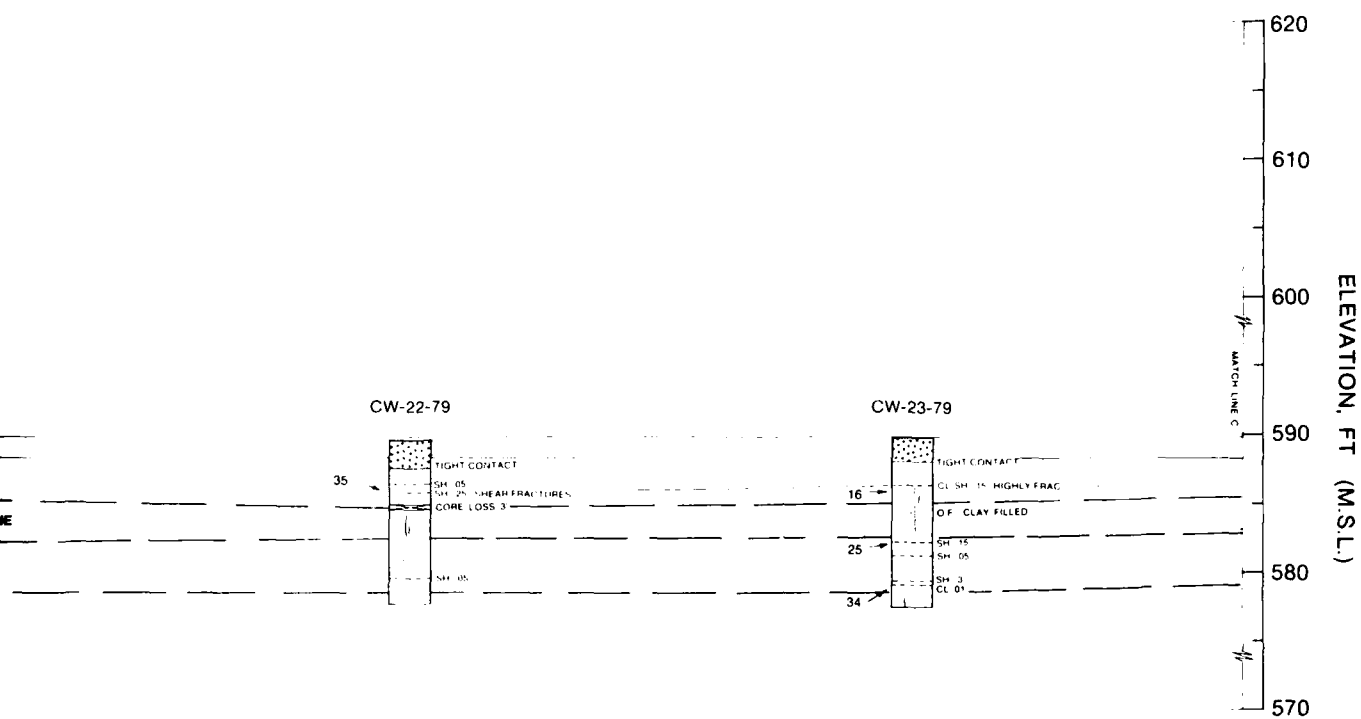 620
610
600
ELEVATION, FT (M.S.L.)
MATCH LINE C
CW-22-79
CW-23-79
590
TIGHT CONTACT
TIGHT CONTACT
35
SH .05
SH .25 SHEAR FRACTURES
CL SH .15 HIGHLY FRAC
16
CORE LOSS .3
O.F. CLAY FILLED
25
SH .15
SH .05
580
SH .05
SH .3
CL .01
34
570